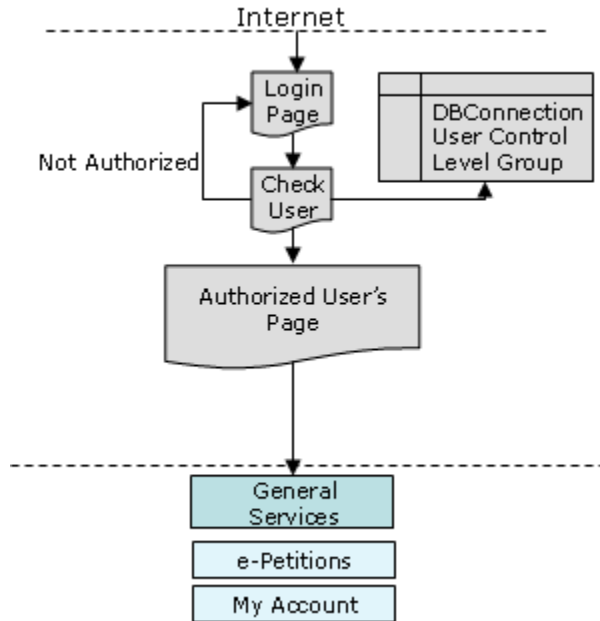 Internet
Login
Page
DBConnection
User Control
Level Group
Not Authorized
Check
User
Authorized User's
Page
General
Services
e-Petitions
My Account